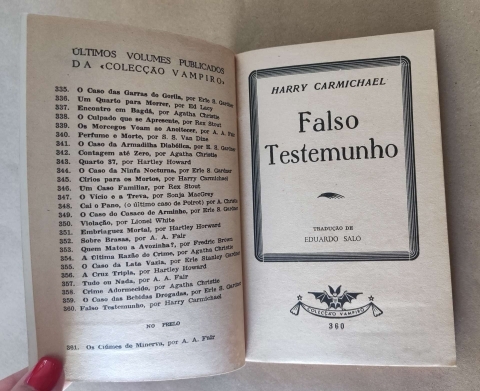 ÚLTIMOS VOLUMES PUBLICADOS
DA «COLECÇÃO VAMPIRO»
335. O Caso das Garras do Gorila, por Erle S. Gardner
336. Um Quarto para Morrer, por Ed Lacy
337. Encontro em Bagdá, por Agatha Christie
338. O Culpado que se Apresente, por Rex Stout
339. Os Morcegos Voam ao Anoitecer, por A. A. Fair
340. Perfume e Morte, por S. S. Van Dine
341. O Caso da Armadilha Diabólica, por E. S. Gardner
342. Contagem até Zero, por Agatha Christie
343. Quarto 37, por Hartley Howard
344. O Caso da Ninfa Nocturna, por Erle S. Gardner
345. Círios para os Mortos, por Harry Carmichael
346. Um Caso Familiar, por Rex Stout
347. O Vício e a Treva, por Sonja MacGrey
348. Cai o Pano, (o último caso de Poirot) por A. Christie
349. O Caso do Casaco de Arminho, por Erle S. Gardner
350. Violação, por Lionel White
351. Embriaguez Mortal, por Hartley Howard
352. Sobre Brasas, por A. A. Fair
353. Quem Matou a Avozinha?, por Fredric Brown
354. A Última Razão do Crime, por Agatha Christie
355. O Caso da Lata Vazia, por Erle Stanley Gardner
356. A Cruz Tripla, por Hartley Howard
357. Tudo ou Nada, por A. A. Fair
358. Crime Adormecido, por Agatha Christie
359. O Caso das Bebidas Drogadas, por Erle S. Gardner
360. Falso Testemunho, por Harry Carmichael
NO PRELO
361. Os Ciúmes de Minerva, por A. A. Fair
HARRY CARMICHAEL
Falso
Testemunho
TRADUÇÃO DE
EDUARDO SALÓ
COLECÇÃO VAMPIRO
360